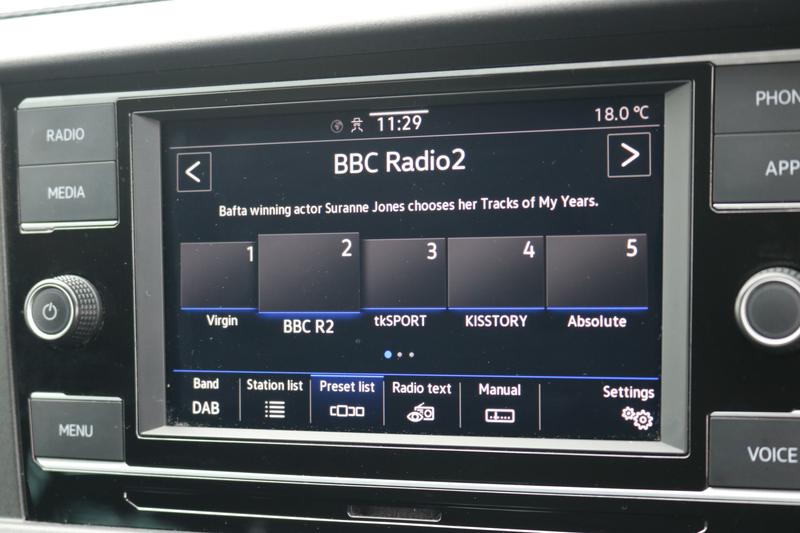 RADIO
MEDIA
MENU
11:29
18.0 °C
<
BBC Radio2
>
Bafta winning actor Suranne Jones chooses her Tracks of My Years.
1
2
3
4
5
Virgin
BBC R2
tkSPORT
KISSTORY
Absolute
Band
DAB
Station list
Preset list
Radio text
Manual
Settings
PHON
APP
VOICE